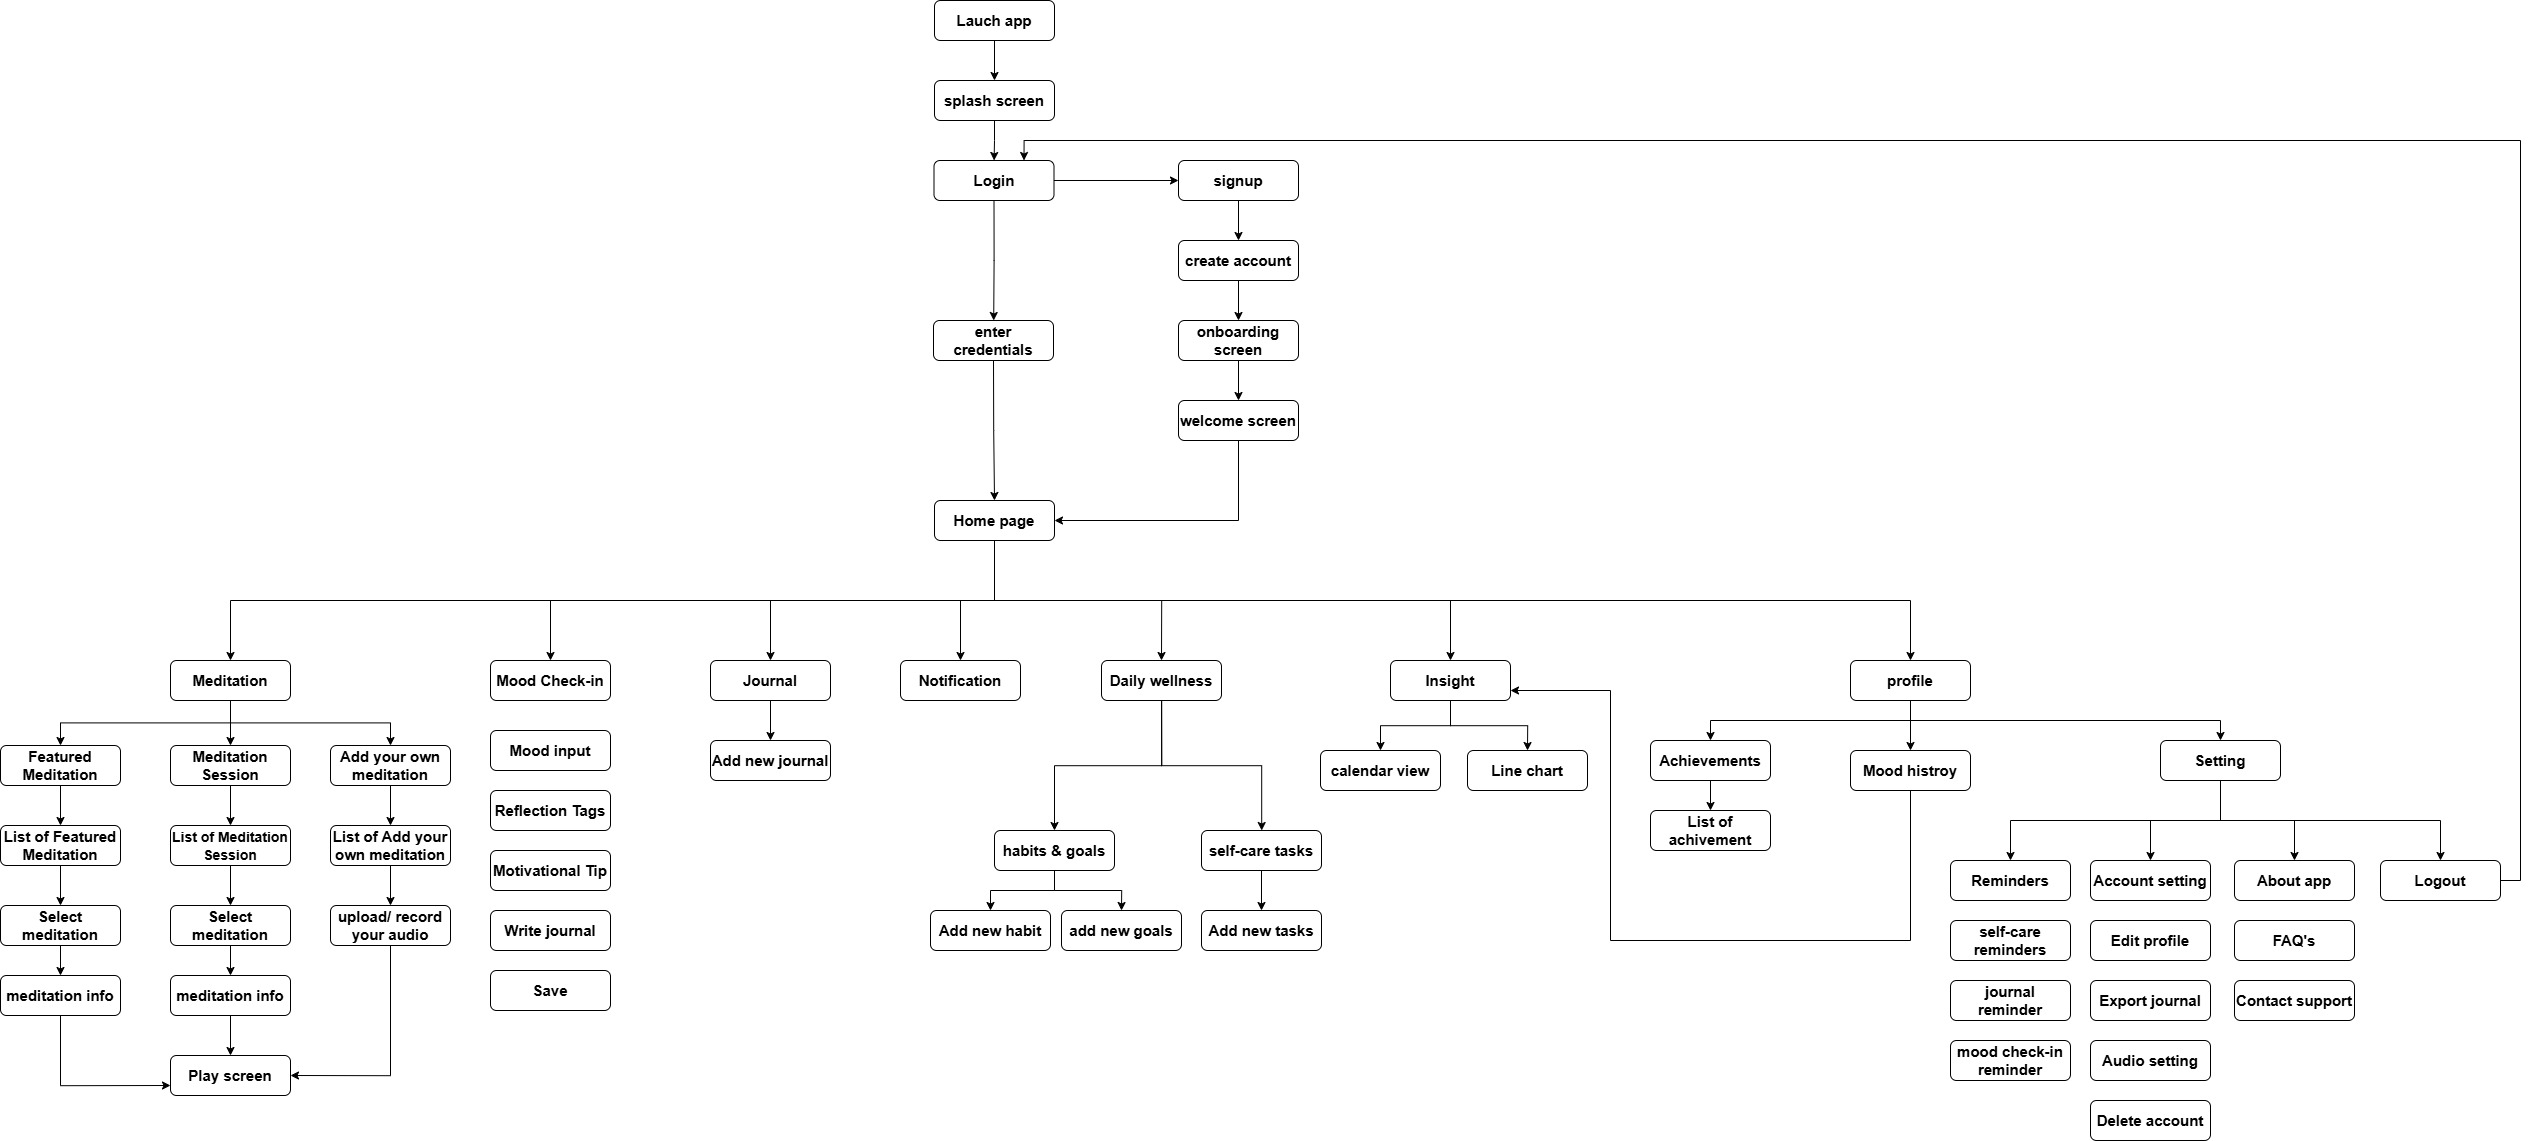 Lauch app
splash screen
Login
signup
create account
enter
credentials
onboarding
screen
welcome screen
Home page
Meditation
Mood Check-in
Journal
Notification
Daily wellness
Insight
profile
Featured
Meditation
Meditation
Session
Add your own
meditation
List of Featured
Meditation
List of Meditation
Session
List of Add your
own meditation
Select
meditation
Select
meditation
upload/ record
your audio
meditation info
meditation info
Play screen
Mood input
Reflection Tags
Motivational Tip
Write journal
Save
Add new journal
habits & goals
self-care tasks
Add new habit
add new goals
Add new tasks
calendar view
Line chart
Achievements
Mood histroy
Setting
List of
achivement
Reminders
Account setting
About app
Logout
self-care
reminders
Edit profile
FAQ's
journal
reminder
Export journal
Contact support
mood check-in
reminder
Audio setting
Delete account